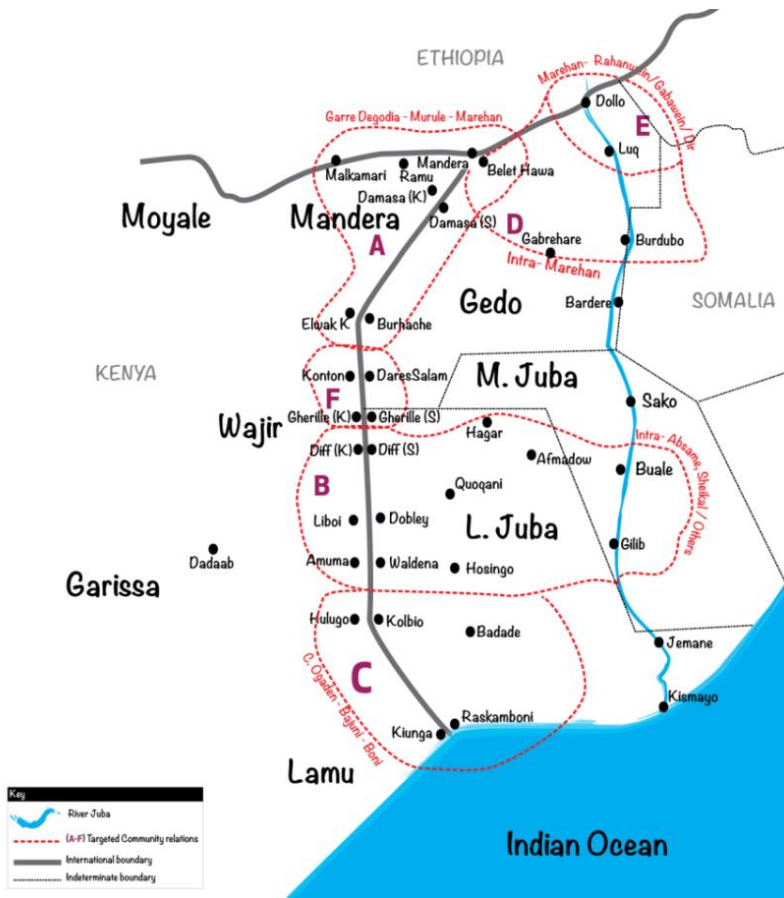 ETHIOPIA
Marehan- Rahanwein/Gabawein/Dir
Dollo
E
Garre Degodia - Murule - Marehan
Luq
Mandera
Belet Hawa
Malkamari
Ramu
Damasa (K)
Moyale
Mandera
Damasa (S)
D
A
Gabrehare
Burdubo
Intra- Marehan
Gedo
Bardere
SOMALIA
Elwak K
Burhache
KENYA
Konton
DaresSalam
M. Juba
F
Sako
Wajir
Gherille (K)
Gherille (S)
Hagar
Intra- Absame, Sheikal / Others
Diff (K)
Diff (S)
Afmadow
Buale
B
Quoqani
Liboi
Dobley
L. Juba
Gilib
Dadaab
Amuma
Waldena
Hosingo
Garissa
Hulugo
Kolbio
Badade
Jemane
C
C. Ogaden - Bajuni - Boni
Kismayo
Raskamboni
Kiunga
Lamu
Key
River Juba
(A-F) Targeted Community relations
International boundary
Indeterminate boundary
Indian Ocean